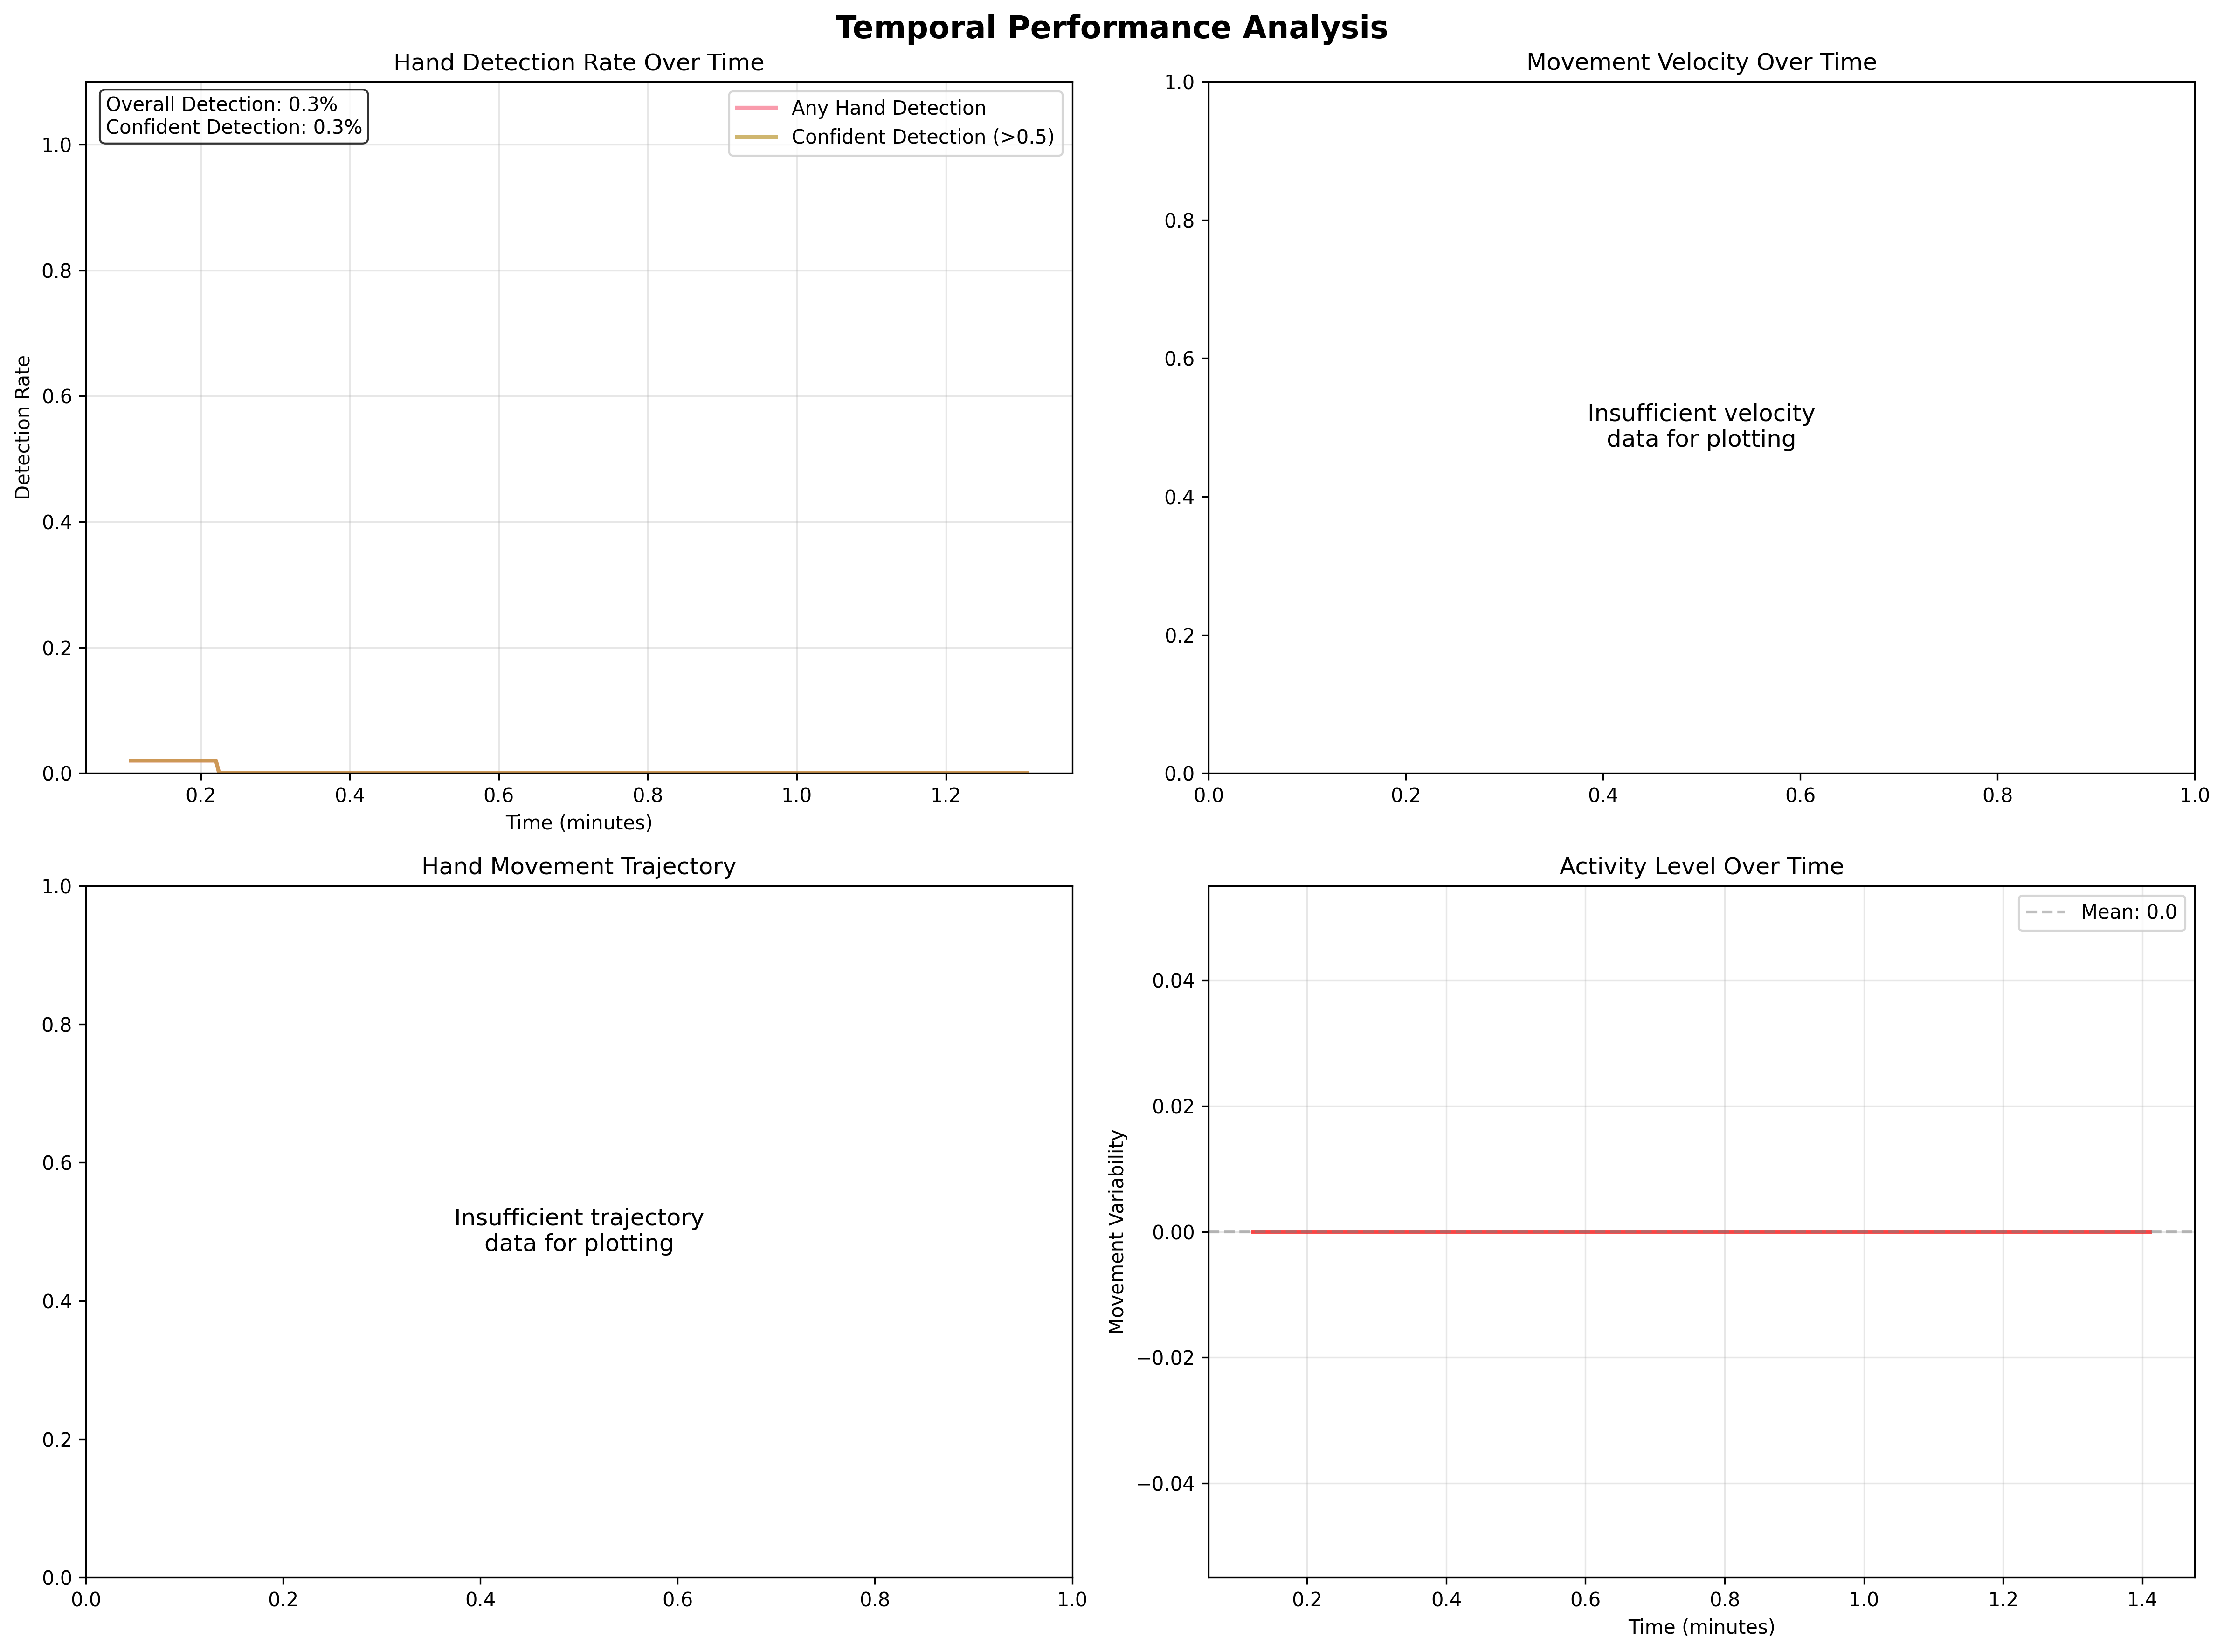 Temporal Performance Analysis
Hand Detection Rate Over Time
Overall Detection: 0.3%
Confident Detection: 0.3%
Any Hand Detection
Confident Detection (>0.5)
1.0
0.8
0.6
0.4
0.2
0.0
Detection Rate
0.2 0.4 0.6 0.8 1.0 1.2
Time (minutes)
Movement Velocity Over Time
1.0
0.8
0.6
0.4
0.2
0.0
Insufficient velocity
data for plotting
0.0 0.2 0.4 0.6 0.8 1.0
Hand Movement Trajectory
1.0
0.8
0.6
0.4
0.2
0.0
Insufficient trajectory
data for plotting
0.0 0.2 0.4 0.6 0.8 1.0
Activity Level Over Time
Mean: 0.0
0.04
0.02
0.00
−0.02
−0.04
Movement Variability
0.2 0.4 0.6 0.8 1.0 1.2 1.4
Time (minutes)